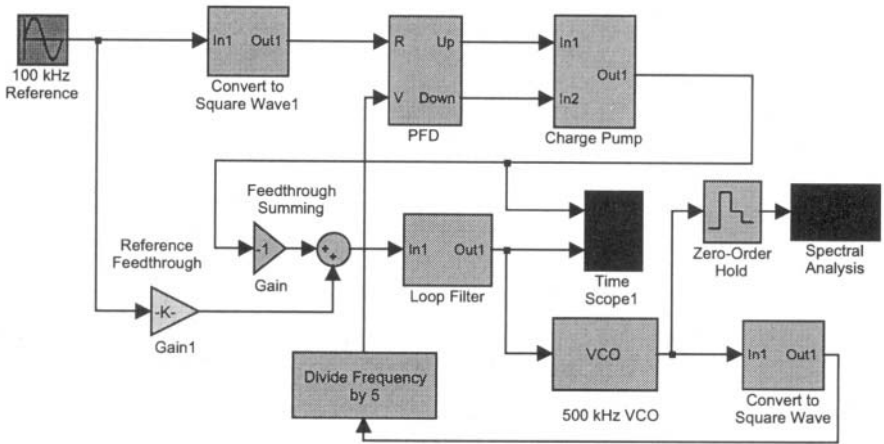 100 kHz
Reference
In1
Out1
Convert to
Square Wave1
R
Up
V
Down
PFD
In1
In2
Out1
Charge Pump
Feedthrough
Summing
Reference
Feedthrough
-1
Gain
+
+
-K-
Gain1
In1
Out1
Loop Filter
Time
Scope1
Zero-Order
Hold
Spectral
Analysis
Divide Frequency
by 5
VCO
500 kHz VCO
In1
Out1
Convert to
Square Wave